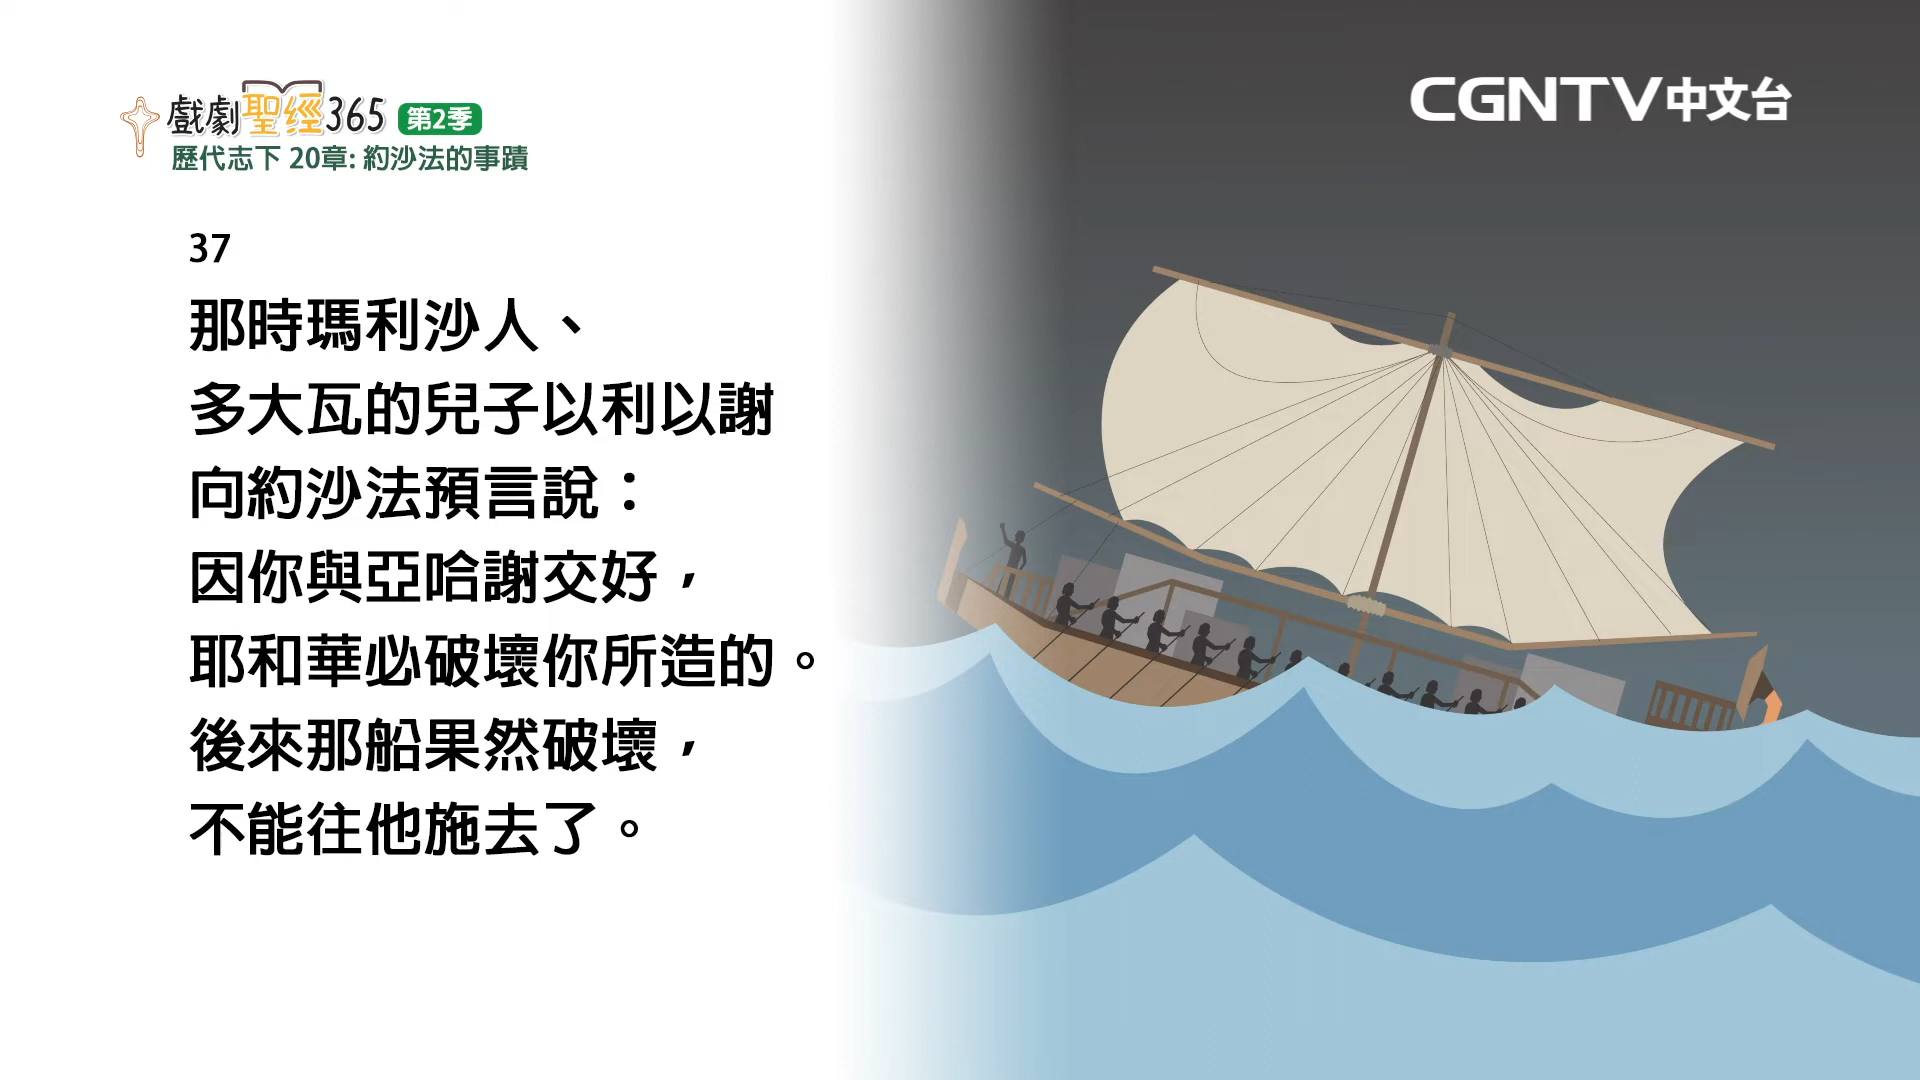 戲劇聖經365 第2季
歷代志下 20章: 約沙法的事蹟
CGNTV中文台
37
那時瑪利沙人、
多大瓦的兒子以利以謝
向約沙法預言說：
因你與亞哈謝交好，
耶和華必破壞你所造的。
後來那船果然破壞，
不能往他施去了。